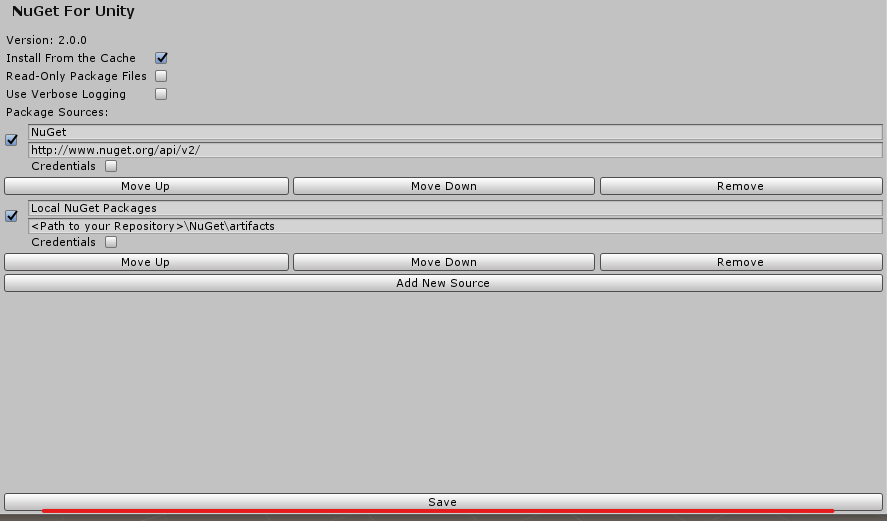 NuGet For Unity
Version: 2.0.0
Install From the Cache
Read-Only Package Files
Use Verbose Logging
Package Sources:
NuGet
http://www.nuget.org/api/v2/
Credentials
Move Up Move Down Remove
Local NuGet Packages
<Path to your Repository>\NuGet\artifacts
Credentials
Move Up Move Down Remove
Add New Source
Save